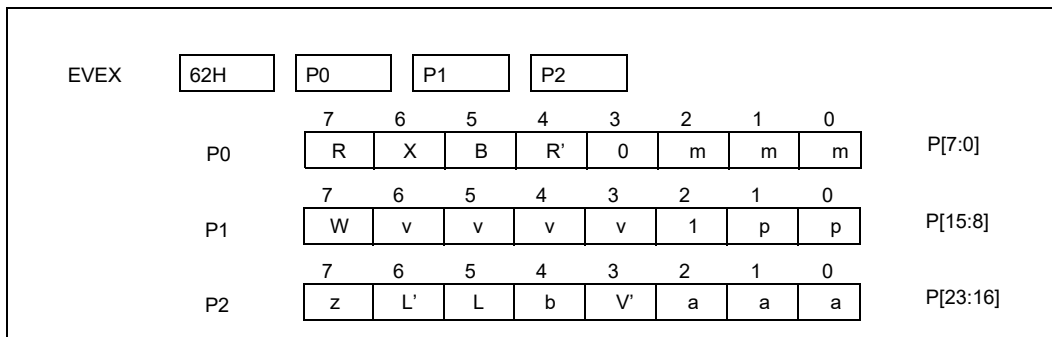 EVEX 62H P0 P1 P2
7 6 5 4 3 2 1 0
P0 R X B R’ 0 m m m P[7:0]
7 6 5 4 3 2 1 0
P1 W v v v v 1 p p P[15:8]
7 6 5 4 3 2 1 0
P2 z L’ L b V’ a a a P[23:16]